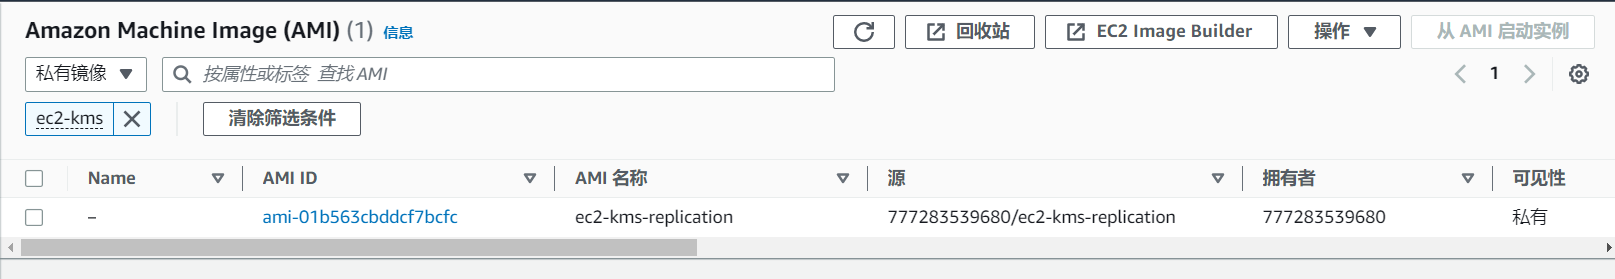 Amazon Machine Image (AMI) (1) 信息
回收站
EC2 Image Builder
操作
从 AMI 启动实例
私有镜像
按属性或标签 查找 AMI
1
ec2-kms
清除筛选条件
Name AMI ID AMI 名称 源 拥有者 可见性
– ami-01b563cbddcf7bcfc ec2-kms-replication 777283539680/ec2-kms-replication 777283539680 私有